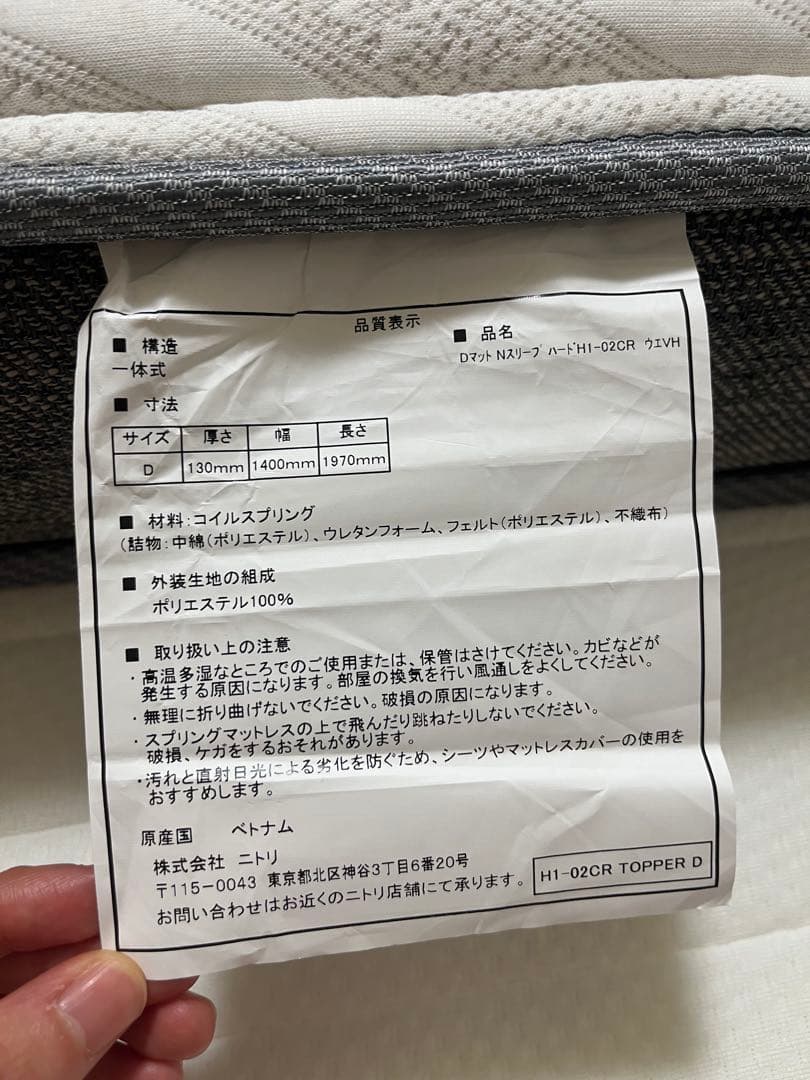 品質表示
■ 構造
一体式
■ 品名
Dマット Nスリープ ハードH1-02CR ウエVH
■ 寸法
サイズ 厚さ 幅 長さ
D 130mm 1400mm 1970mm
■ 材料:コイルスプリング
(詰物:中綿(ポリエステル)、ウレタンフォーム、フェルト(ポリエステル)、不織布)
■ 外装生地の組成
ポリエステル100%
■ 取り扱い上の注意
・高温多湿なところでのご使用または、保管はさけてください。カビなどが
発生する原因になります。部屋の換気を行い風通しをよくしてください。
・無理に折り曲げないでください。破損の原因になります。
・スプリングマットレスの上で飛んだり跳ねたりしないでください。
破損、ケガをするおそれがあります。
・汚れと直射日光による劣化を防ぐため、シーツやマットレスカバーの使用を
おすすめします。
原産国 ベトナム
株式会社 ニトリ
〒115-0043 東京都北区神谷3丁目6番20号
お問い合わせはお近くのニトリ店舗にて承ります。
H1-02CR TOPPER D